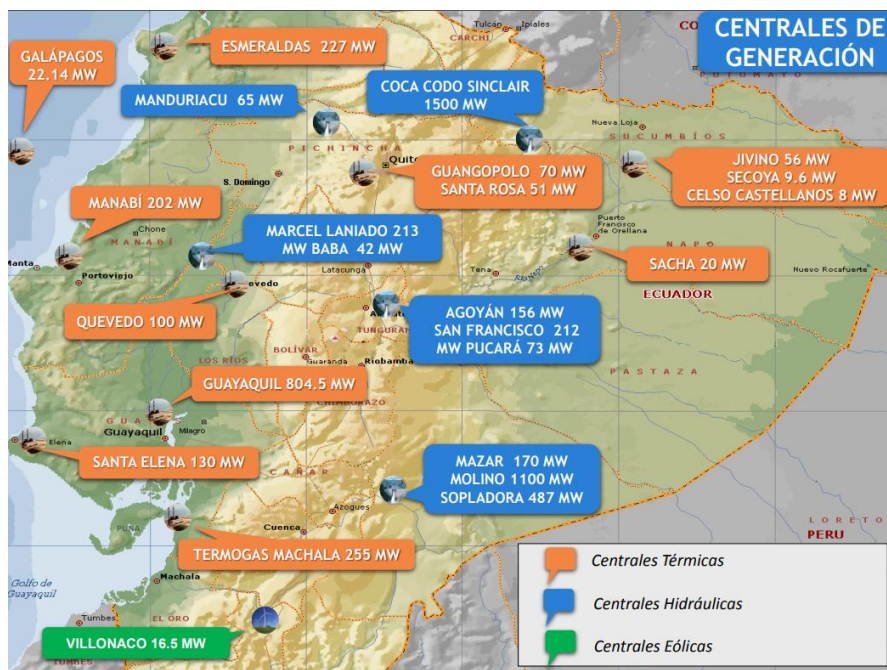 CENTRALES DE
GENERACIÓN
GALÁPAGOS
22.14 MW
ESMERALDAS 227 MW
Tulcán
Ipiales
CARCHI
PUTUMAYO
MANDURIACU 65 MW
COCA CODO SINCLAIR
1500 MW
Nueva Loja
SUCUMBÍOS
PICHINCHA
Quito
S. Domingo
GUANGOPOLO 70 MW
SANTA ROSA 51 MW
JIVINO 56 MW
SECOYA 9.6 MW
CELSO CASTELLANOS 8 MW
MANABÍ 202 MW
Chone
MANABÍ
Manta
Portoviejo
MARCEL LANIADO 213
MW BABA 42 MW
Latacunga
Tena
Puerto
Francisco
de Orellana
NAPO
SACHA 20 MW
Nuevo Rocafuerte
ECUADOR
evedo
QUEVEDO 100 MW
TUNGURA
AGOYÁN 156 MW
SAN FRANCISCO 212
MW PUCARÁ 73 MW
BOLÍVAR
LOS RÍOS
Guaranda
Riobamba
PASTAZA
GUAYAQUIL 804.5 MW
CHIMBORAZO
Guayaquil
Milagro
Elena
SANTA ELENA 130 MW
CAÑAR
MAZAR 170 MW
MOLINO 1100 MW
SOPLADORA 487 MW
Azogues
PUNÁ
Cuenca
LORETO
PERU
TERMOGAS MACHALA 255 MW
Golfo de
Guayaquil
Machala
Tumbes
EL ORO
TUMBES
VILLONACO 16.5 MW
Centrales Térmicas
Centrales Hidráulicas
Centrales Eólicas